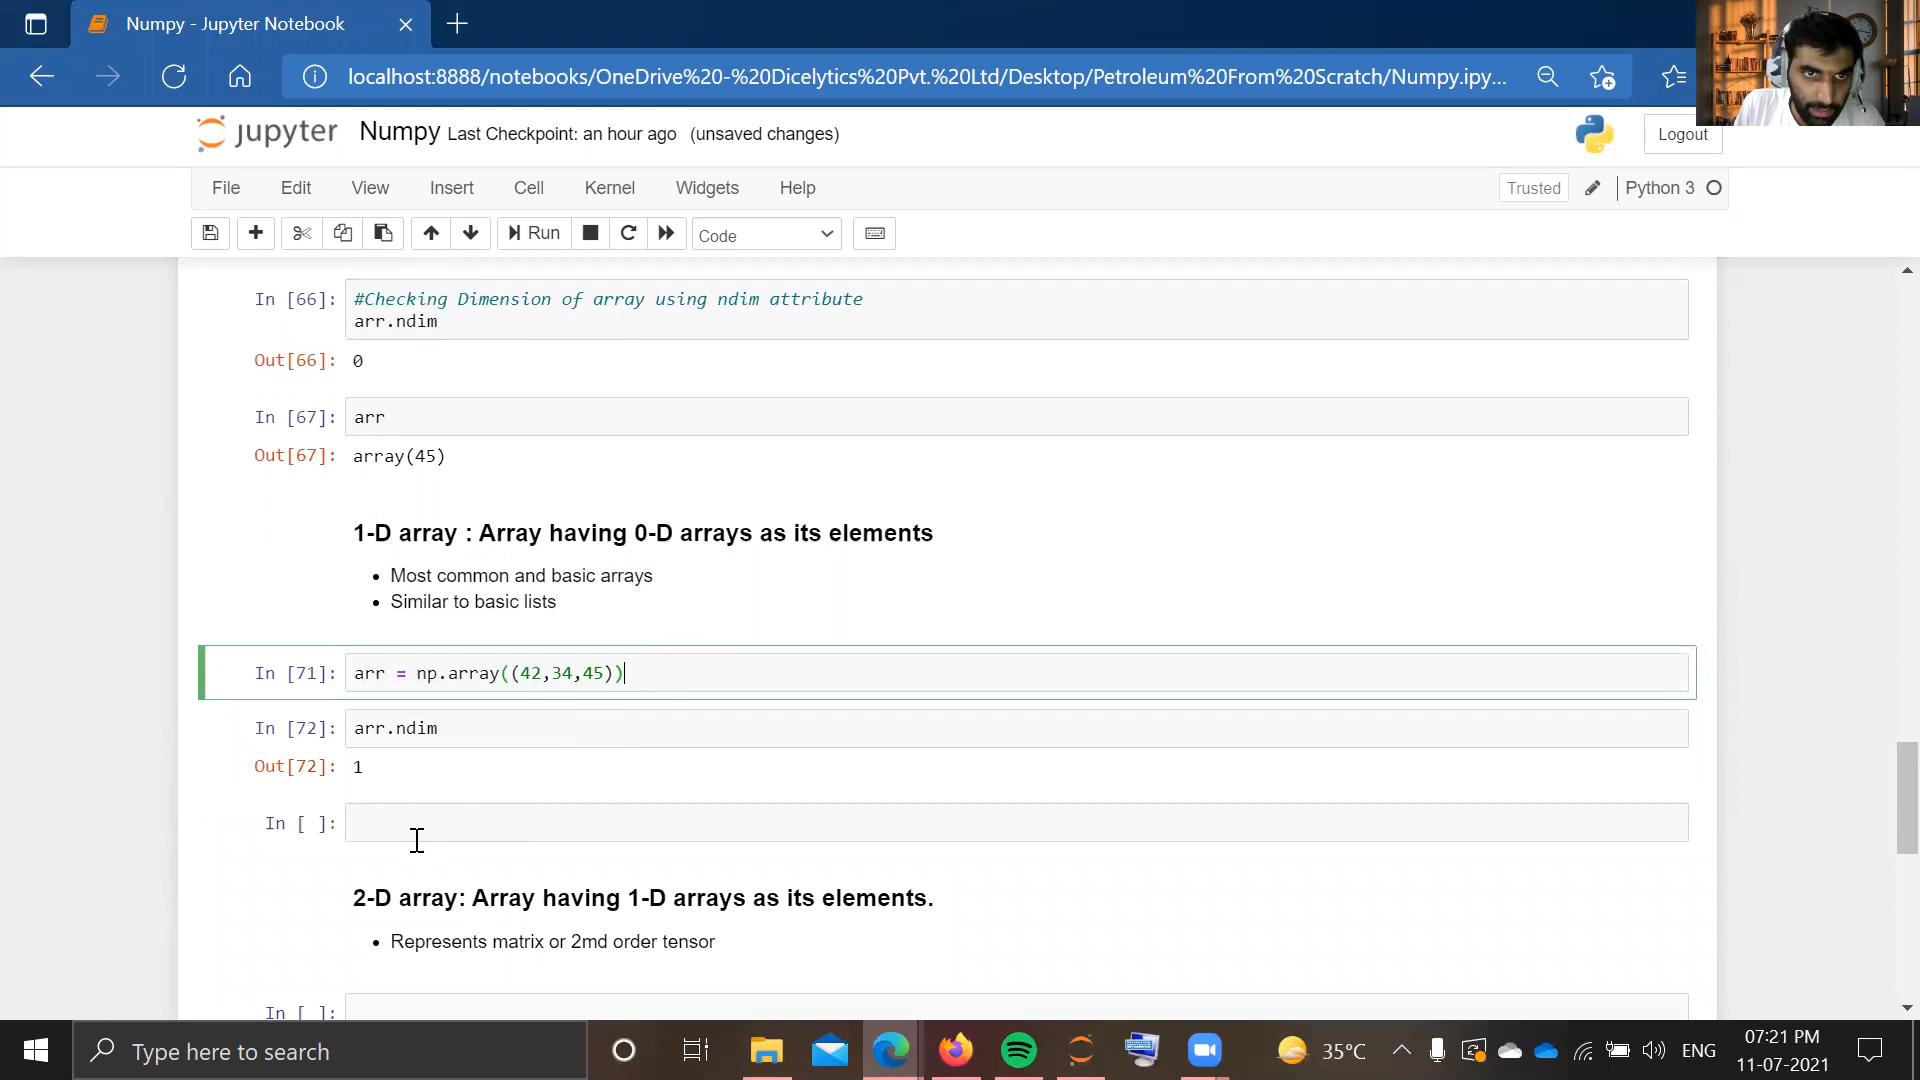 Numpy - Jupyter Notebook
localhost:8888/notebooks/OneDrive%20-%20Dicelytics%20Pvt.%20Ltd/Desktop/Petroleum%20From%20Scratch/Numpy.ipy...
jupyter Numpy Last Checkpoint: an hour ago (unsaved changes)
Logout
File Edit View Insert Cell Kernel Widgets Help
Trusted Python 3
Run Code
In [66]: #Checking Dimension of array using ndim attribute
arr.ndim
Out[66]: 0
In [67]: arr
Out[67]: array(45)
1-D array : Array having 0-D arrays as its elements
• Most common and basic arrays
• Similar to basic lists
In [71]: arr = np.array((42,34,45))
In [72]: arr.ndim
Out[72]: 1
In [ ]:
2-D array: Array having 1-D arrays as its elements.
• Represents matrix or 2md order tensor
In [ ]:
Type here to search
35°C
ENG
07:21 PM
11-07-2021